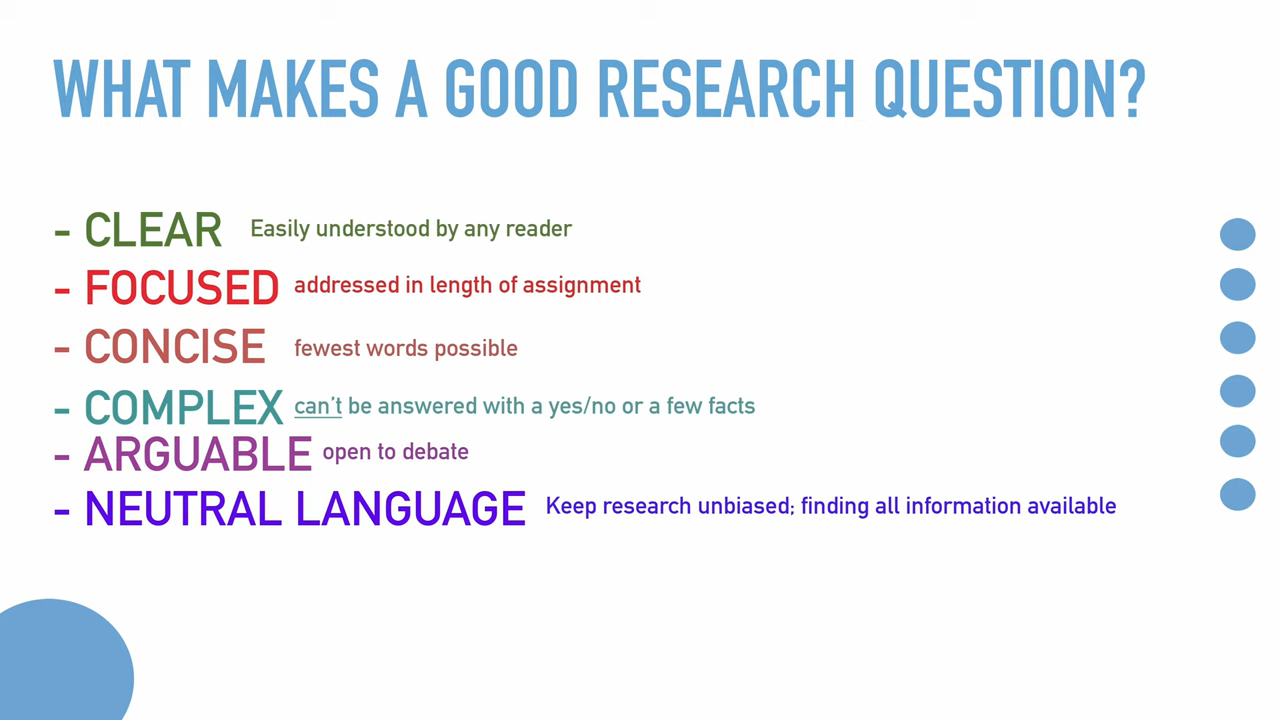 WHAT MAKES A GOOD RESEARCH QUESTION?
- CLEAR Easily understood by any reader
- FOCUSED addressed in length of assignment
- CONCISE fewest words possible
- COMPLEX can't be answered with a yes/no or a few facts
- ARGUABLE open to debate
- NEUTRAL LANGUAGE Keep research unbiased; finding all information available